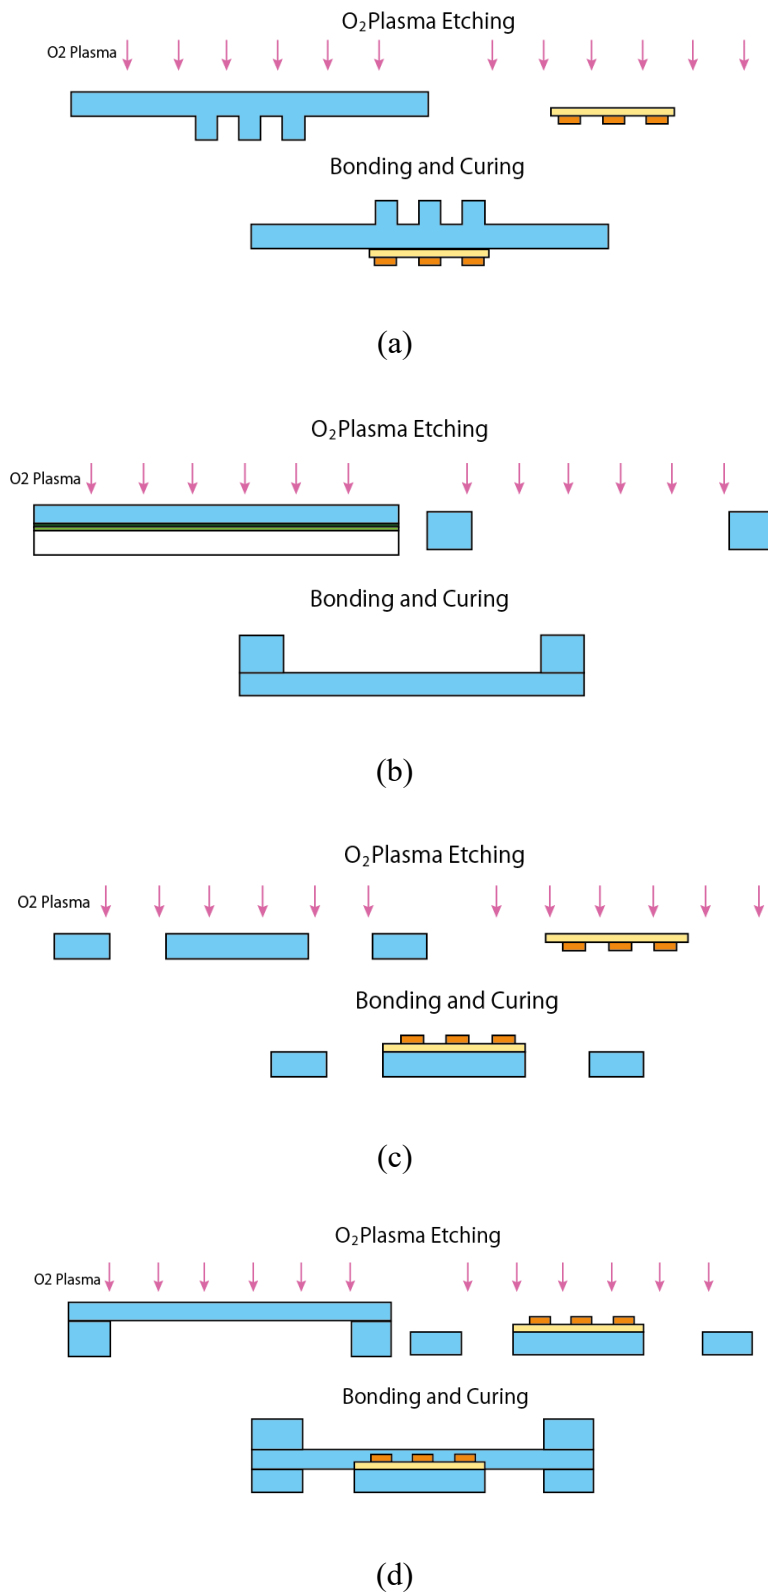 O₂Plasma Etching
O2 Plasma
Bonding and Curing
(a)
O₂Plasma Etching
O2 Plasma
Bonding and Curing
(b)
O₂Plasma Etching
O2 Plasma
Bonding and Curing
(c)
O₂Plasma Etching
O2 Plasma
Bonding and Curing
(d)